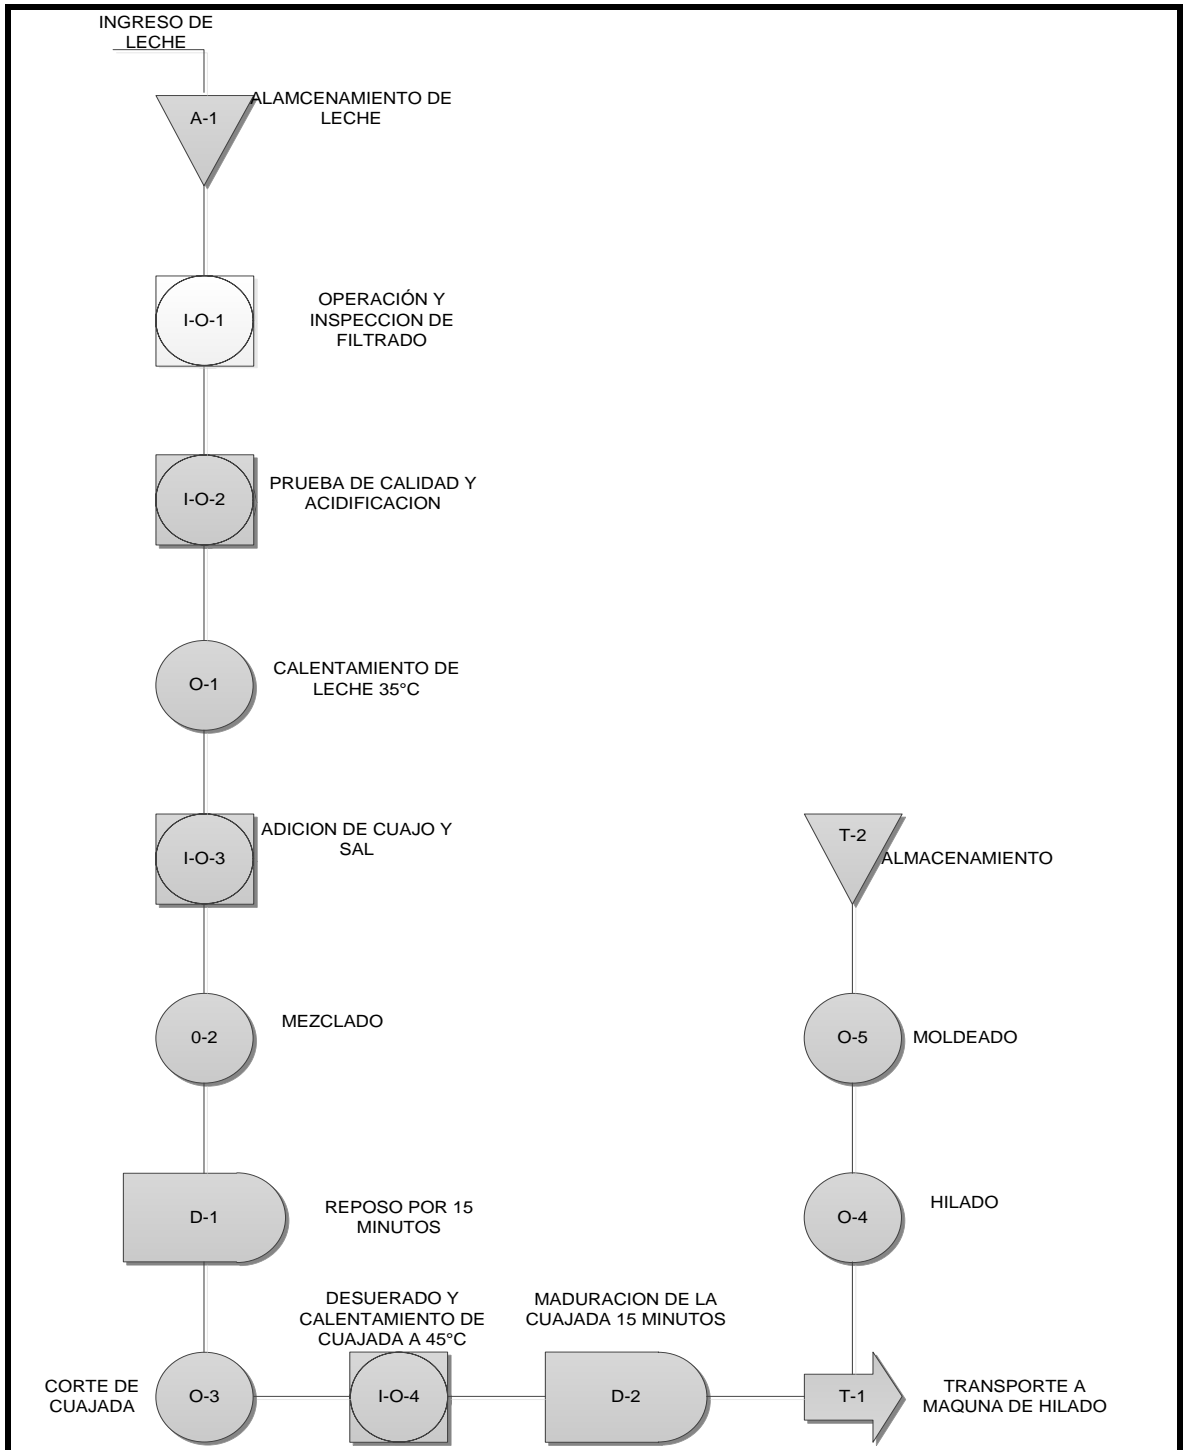 INGRESO DE
LECHE
A-1
ALAMCENAMIENTO DE
LECHE
I-O-1
OPERACIÓN Y
INSPECCION DE
FILTRADO
I-O-2
PRUEBA DE CALIDAD Y
ACIDIFICACION
O-1
CALENTAMIENTO DE
LECHE 35°C
I-O-3
ADICION DE CUAJO Y
SAL
0-2
MEZCLADO
D-1
REPOSO POR 15
MINUTOS
CORTE DE
CUAJADA
O-3
DESUERADO Y
CALENTAMIENTO DE
CUAJADA A 45°C
I-O-4
MADURACION DE LA
CUAJADA 15 MINUTOS
D-2
T-1
TRANSPORTE A
MAQUNA DE HILADO
O-4
HILADO
O-5
MOLDEADO
T-2
ALMACENAMIENTO